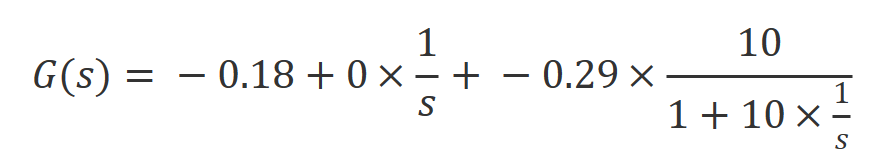 G(s) = − 0.18 + 0 × 1/s + − 0.29 × 10/(1 + 10 × 1/s)